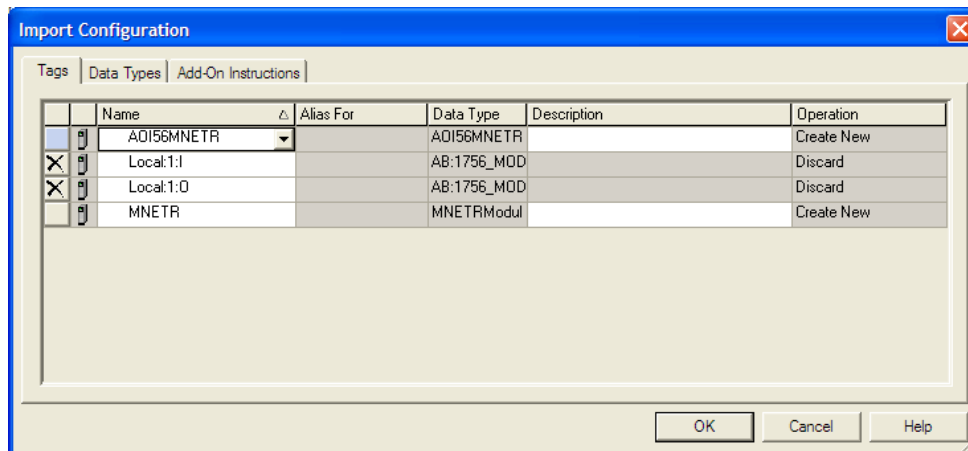 Import Configuration
Tags Data Types Add-On Instructions
Name Alias For Data Type Description Operation
AOI56MNETR AOI56MNETR Create New
Local:1:I AB:1756_MOD Discard
Local:1:O AB:1756_MOD Discard
MNETR MNETRModul Create New
OK Cancel Help